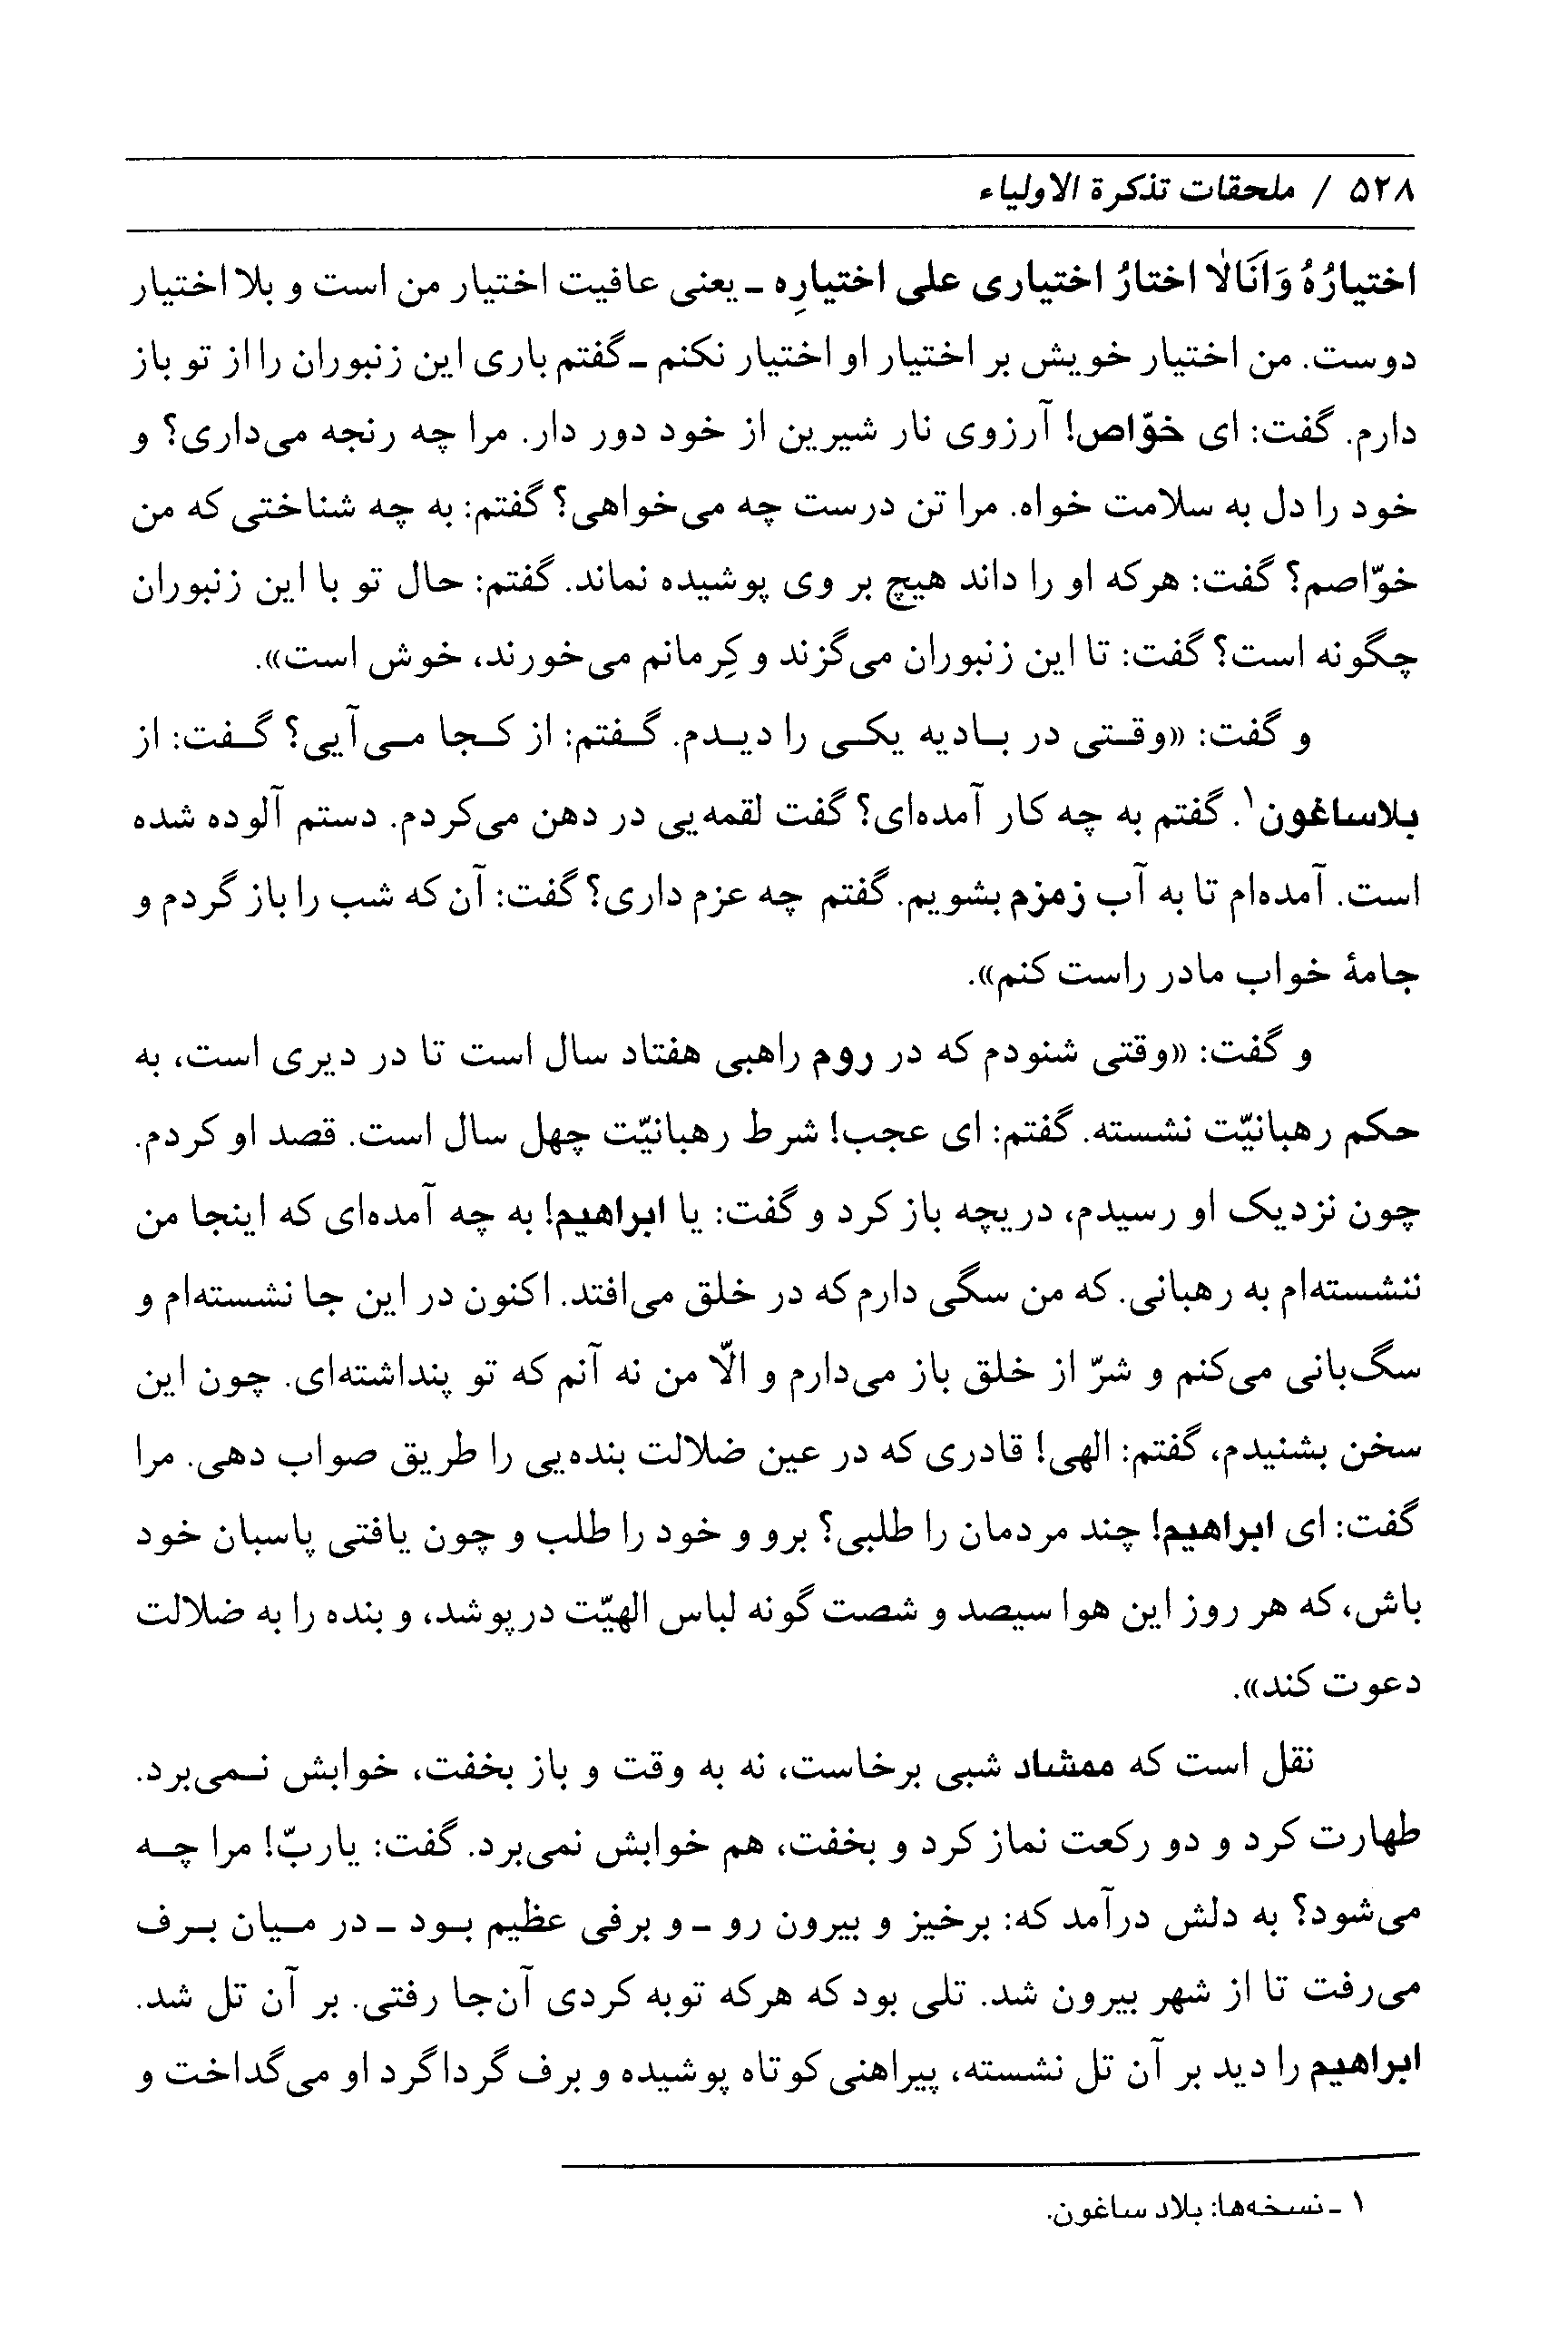 ۵۲۸ / ملحقات تذکرة الاولیاء
اختیارُهُ وَاَنَالٰا اختارُ اختیاری علی اختیارِه ـ یعنی عافیت اختیار من است و بلا اختیار
دوست. من اختیار خویش بر اختیار او اختیار نکنم ـ گفتم باری این زنبوران را از تو باز
دارم. گفت: ای خوّاص! آرزوی نار شیرین از خود دور دار. مرا چه رنجه می‌داری؟ و
خود را دل به سلامت خواه. مرا تن درست چه می‌خواهی؟ گفتم: به چه شناختی که من
خوّاصم؟ گفت: هرکه او را داند هیچ بر وی پوشیده نماند. گفتم: حال تو با این زنبوران
چگونه است؟ گفت: تا این زنبوران می‌گزند و کِرمانم می‌خورند، خوش است».
و گفت: «وقتی در بادیه یکی را دیدم. گفتم: از کجا می‌آیی؟ گفت: از
بلاساغون۱. گفتم به چه کار آمده‌ای؟ گفت لقمه‌یی در دهن می‌کردم. دستم آلوده شده
است. آمده‌ام تا به آب زمزم بشویم. گفتم چه عزم داری؟ گفت: آن که شب را باز گردم و
جامۀ خواب مادر راست کنم».
و گفت: «وقتی شنودم که در روم راهبی هفتاد سال است تا در دیری است، به
حکم رهبانیّت نشسته. گفتم: ای عجب! شرط رهبانیّت چهل سال است. قصد او کردم.
چون نزدیک او رسیدم، دریچه باز کرد و گفت: یا ابراهیم! به چه آمده‌ای که اینجا من
ننشسته‌ام به رهبانی. که من سگی دارم که در خلق می‌افتد. اکنون در این جا نشسته‌ام و
سگ‌بانی می‌کنم و شرّ از خلق باز می‌دارم و الّا من نه آنم که تو پنداشته‌ای. چون این
سخن بشنیدم، گفتم: الهی! قادری که در عین ضلالت بنده‌یی را طریق صواب دهی. مرا
گفت: ای ابراهیم! چند مردمان را طلبی؟ برو و خود را طلب و چون یافتی پاسبان خود
باش، که هر روز این هوا سیصد و شصت گونه لباس الهیّت درپوشد، و بنده را به ضلالت
دعوت کند».
نقل است که ممشاد شبی برخاست، نه به وقت و باز بخفت، خوابش نمی‌برد.
طهارت کرد و دو رکعت نماز کرد و بخفت، هم خوابش نمی‌برد. گفت: یاربّ! مرا چه
می‌شود؟ به دلش درآمد که: برخیز و بیرون رو ـ و برفی عظیم بود ـ در میان برف
می‌رفت تا از شهر بیرون شد. تلی بود که هرکه توبه کردی آن‌جا رفتی. بر آن تل شد.
ابراهیم را دید بر آن تل نشسته، پیراهنی کوتاه پوشیده و برف گرداگرد او می‌گداخت و
۱ ـ نسخه‌ها: بلاد ساغون.